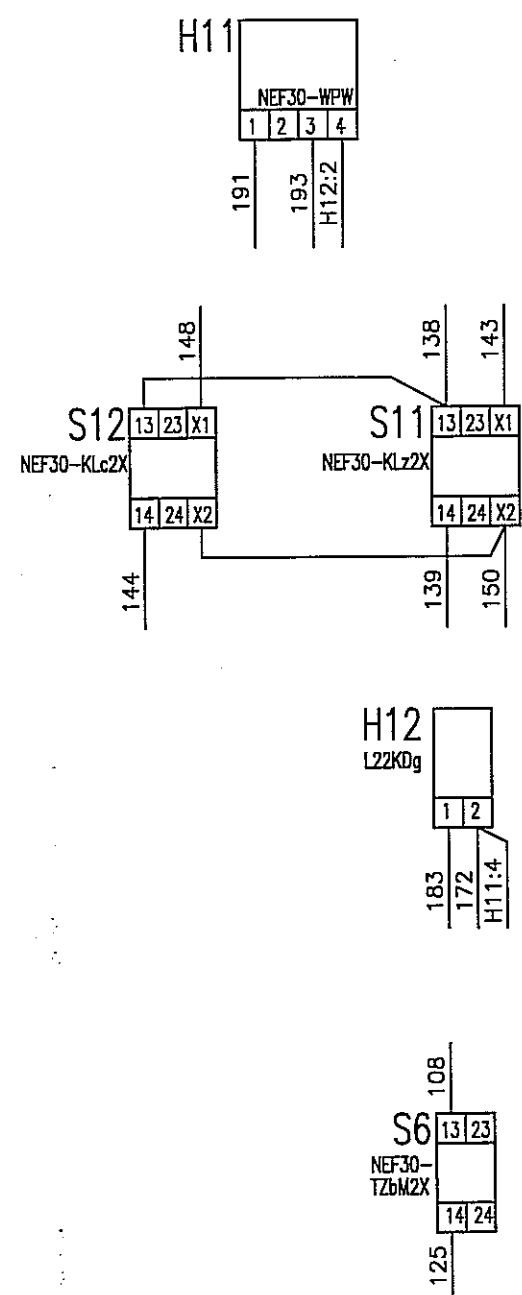 H11
NEF30-WPW
1 2 3 4
191
193
H12:2
148
138
143
S12
13 23 X1
NEF30-KLc2X
14 24 X2
144
S11
13 23 X1
NEF30-KLz2X
14 24 X2
139
150
H12
L22KDg
1 2
183
172
H11:4
108
S6
13 23
NEF30-
TZbM2X
14 24
125